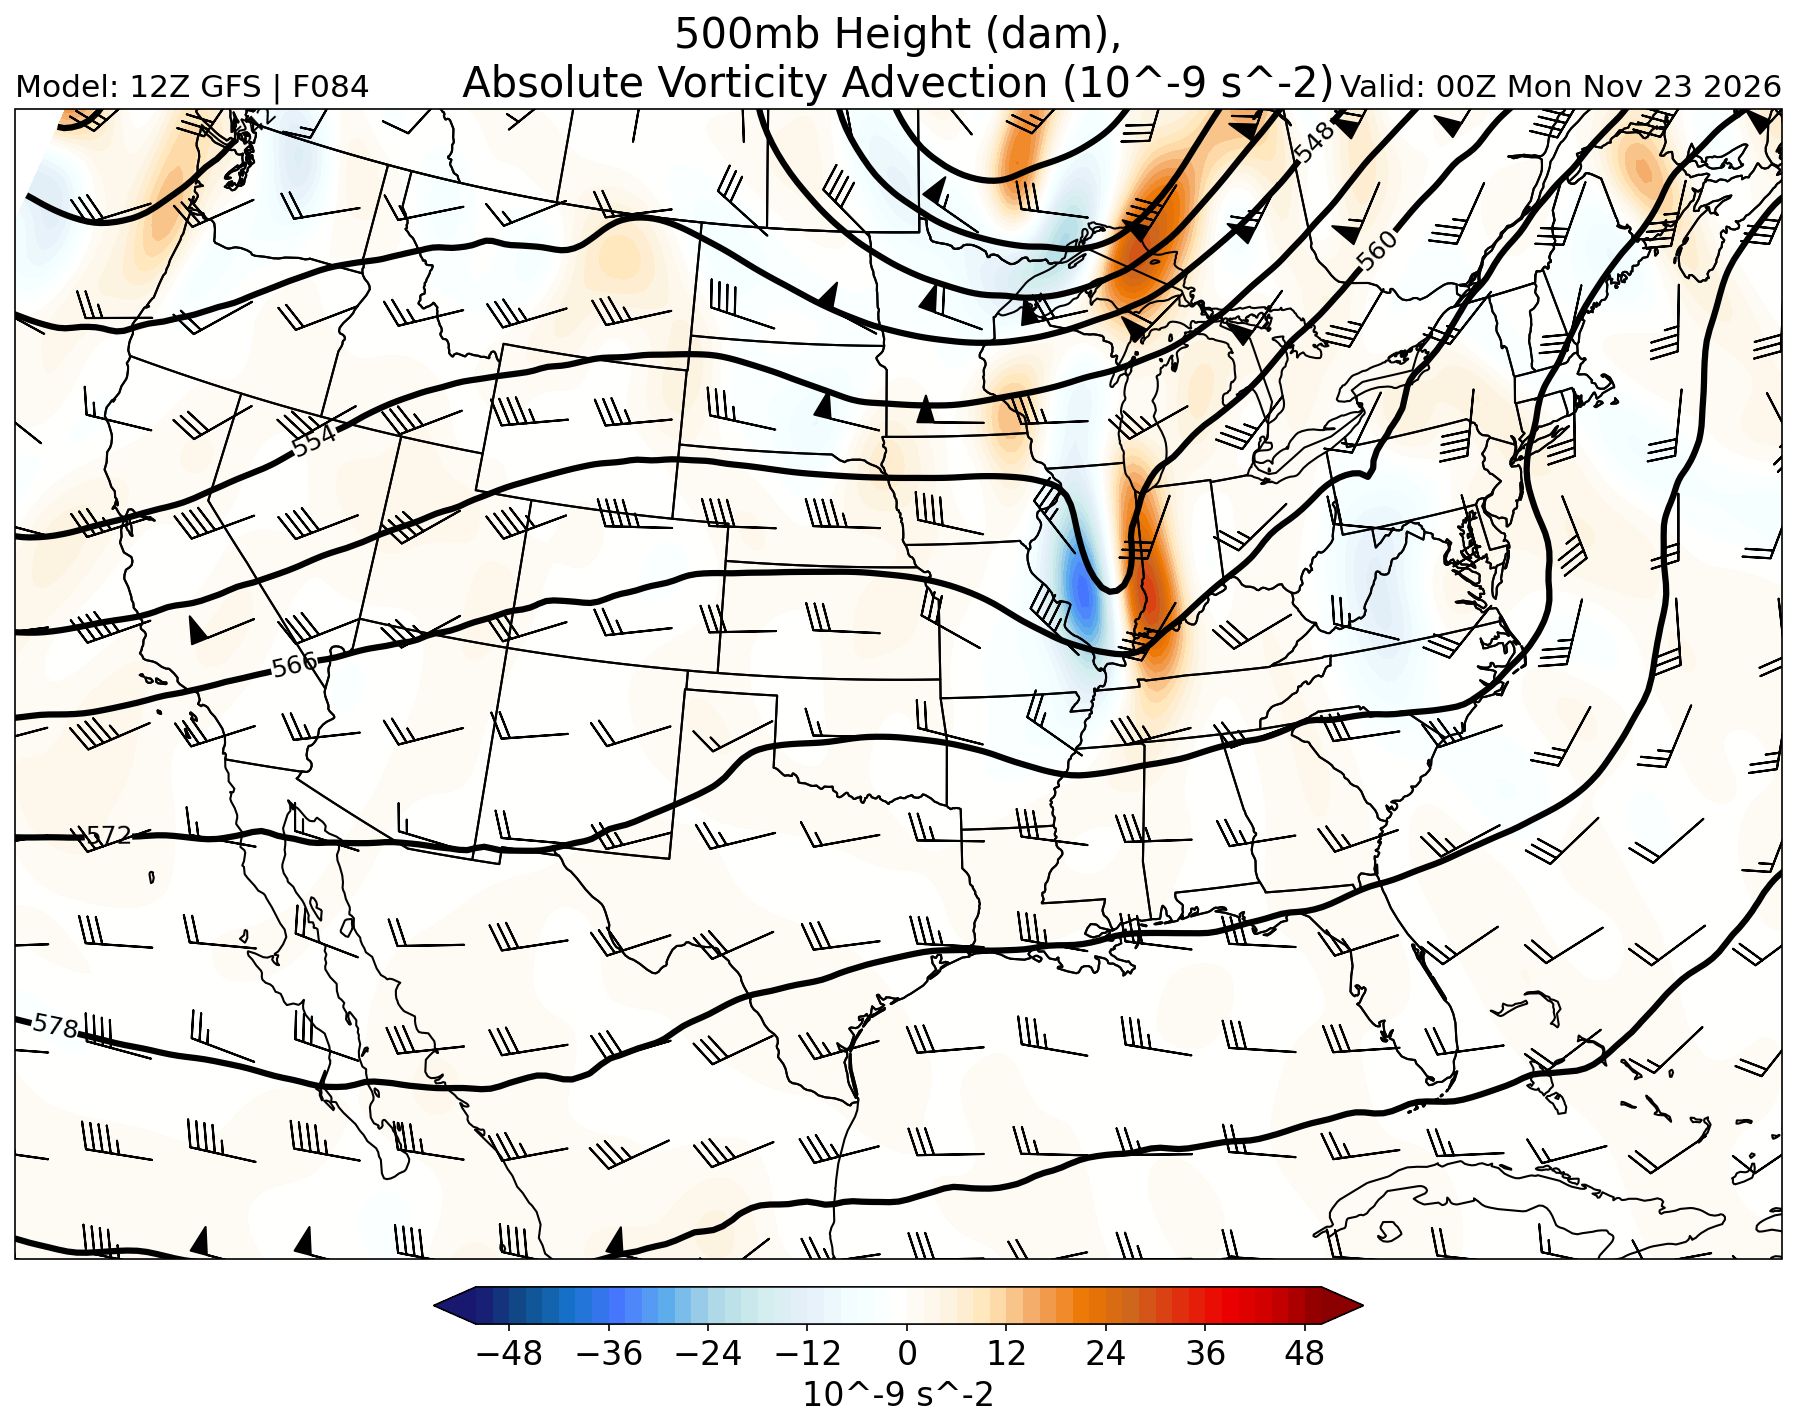 500mb Height (dam),
Model: 12Z GFS | F084
Absolute Vorticity Advection (10^-9 s^-2)
Valid: 00Z Mon Nov 23 2026
548
560
554
566
572
578
−48 −36 −24 −12 0 12 24 36 48
10^-9 s^-2